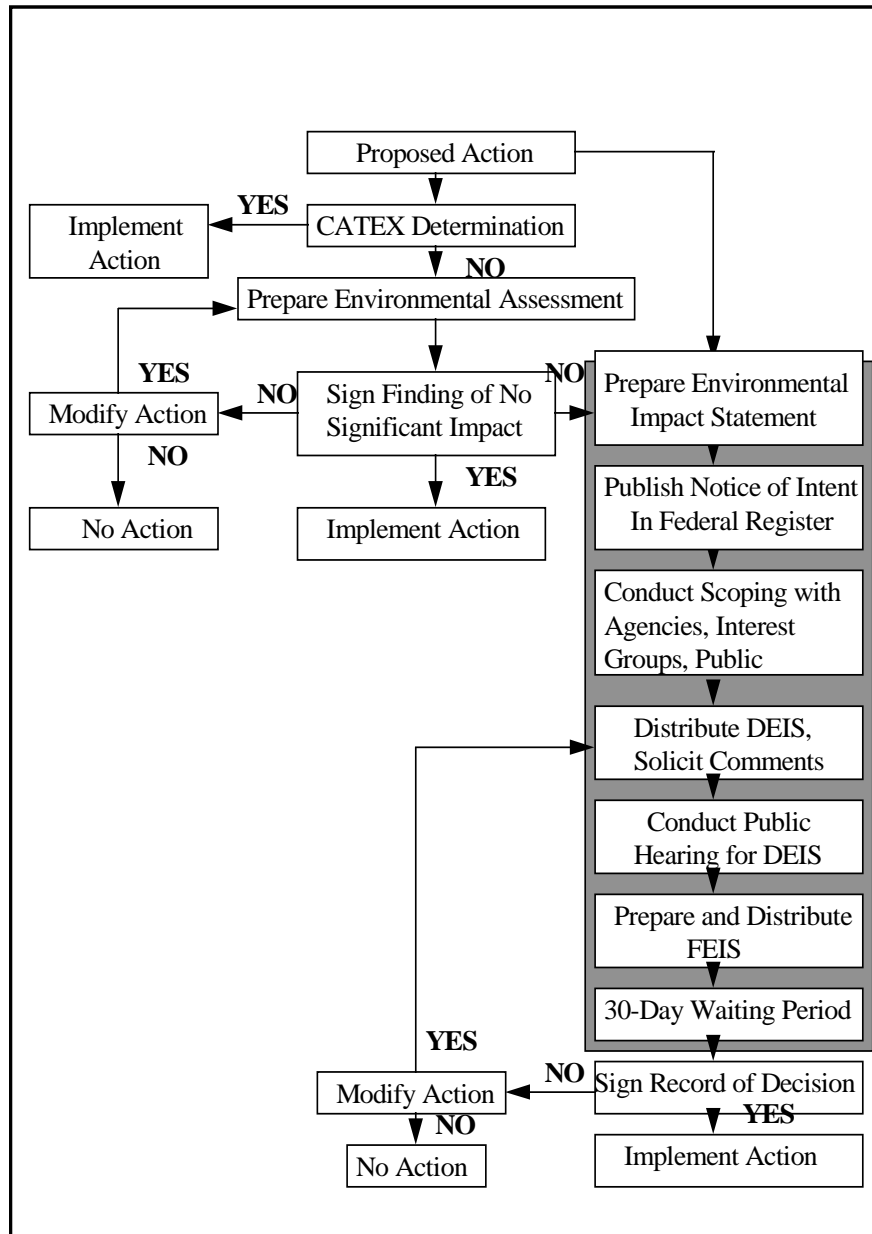 Proposed Action
YES
CATEX Determination
Implement
Action
NO
Prepare Environmental Assessment
YES
NO
Sign Finding of No
Significant Impact
NO
Modify Action
NO
YES
No Action
Implement Action
Prepare Environmental
Impact Statement
Publish Notice of Intent
In Federal Register
Conduct Scoping with
Agencies, Interest
Groups, Public
Distribute DEIS,
Solicit Comments
Conduct Public
Hearing for DEIS
Prepare and Distribute
FEIS
30-Day Waiting Period
YES
NO
Sign Record of Decision
Modify Action
NO
YES
No Action
Implement Action